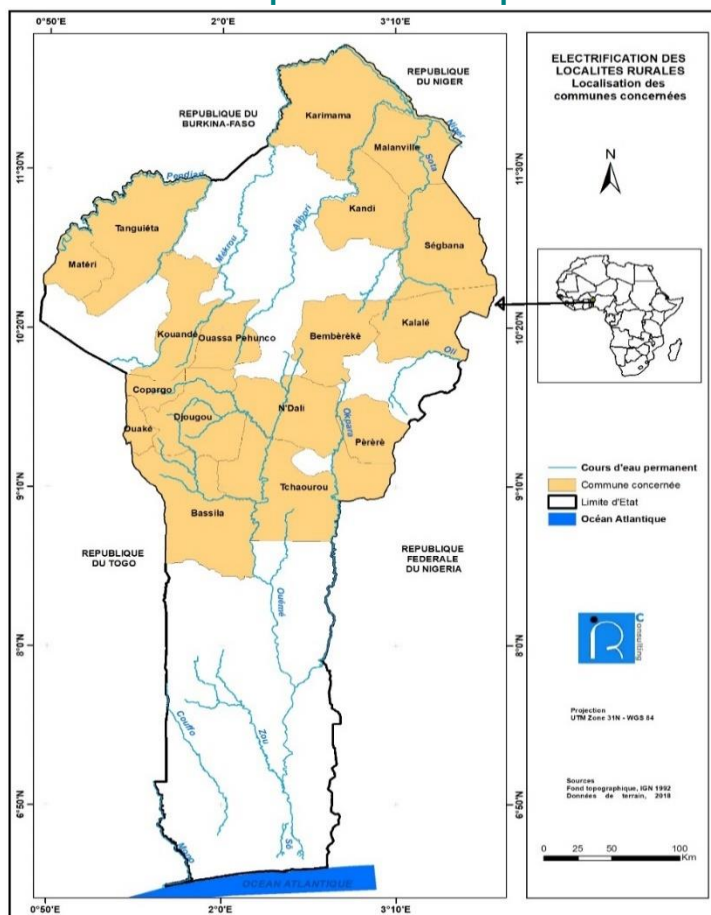 0°50'E
2°0'E
3°10'E
REPUBLIQUE
DU NIGER
REPUBLIQUE DU
BURKINA-FASO
Karimama
Niger
Malanville
11°30'N
11°30'N
Sota
Pendjari
Kandi
Alibori
Tanguiéta
Mékrou
Ségbana
Matéri
10°20'N
10°20'N
Kouandé
Ouassa Pehunco
Bembèrèkè
Kalalé
Oli
Copargo
N'Dali
Okpara
Djougou
Ouaké
Pèrèrè
9°10'N
9°10'N
Tchaourou
Bassila
REPUBLIQUE
DU TOGO
REPUBLIQUE
FEDERALE
DU NIGERIA
Ouémé
8°0'N
8°0'N
Couffo
Zou
6°50'N
6°50'N
Mono
Sô
OCEAN ATLANTIQUE
0°50'E
2°0'E
3°10'E
ELECTRIFICATION DES
LOCALITES RURALES
Localisation des
communes concernées
N
Cours d'eau permanent
Commune concernée
Limite d'Etat
Océan Atlantique
Consulting
Projection
UTM Zone 31N - WGS 84
Sources
Fond topographique, IGN 1992
Données de terrain, 2018
0 25 50 100
Km